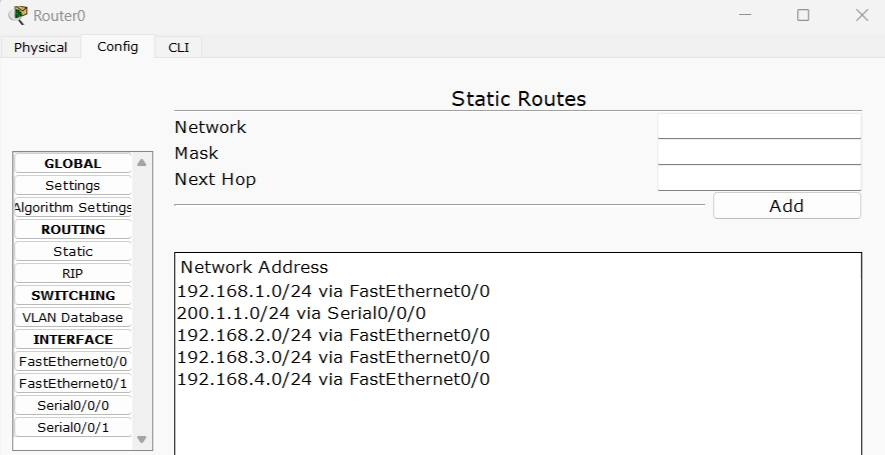 Router0
Physical Config CLI
Static Routes
Network
Mask
Next Hop
Add
GLOBAL
Settings
Algorithm Settings
ROUTING
Static
RIP
SWITCHING
VLAN Database
INTERFACE
FastEthernet0/0
FastEthernet0/1
Serial0/0/0
Serial0/0/1
Network Address
192.168.1.0/24 via FastEthernet0/0
200.1.1.0/24 via Serial0/0/0
192.168.2.0/24 via FastEthernet0/0
192.168.3.0/24 via FastEthernet0/0
192.168.4.0/24 via FastEthernet0/0